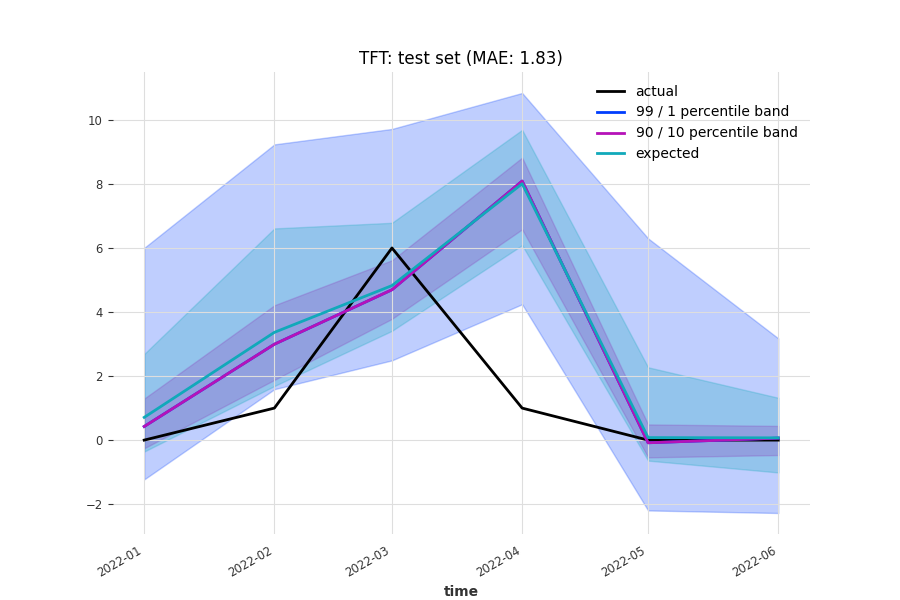 TFT: test set (MAE: 1.83)
actual
99 / 1 percentile band
90 / 10 percentile band
expected
10
8
6
4
2
0
−2
2022-01
2022-02
2022-03
2022-04
2022-05
2022-06
time